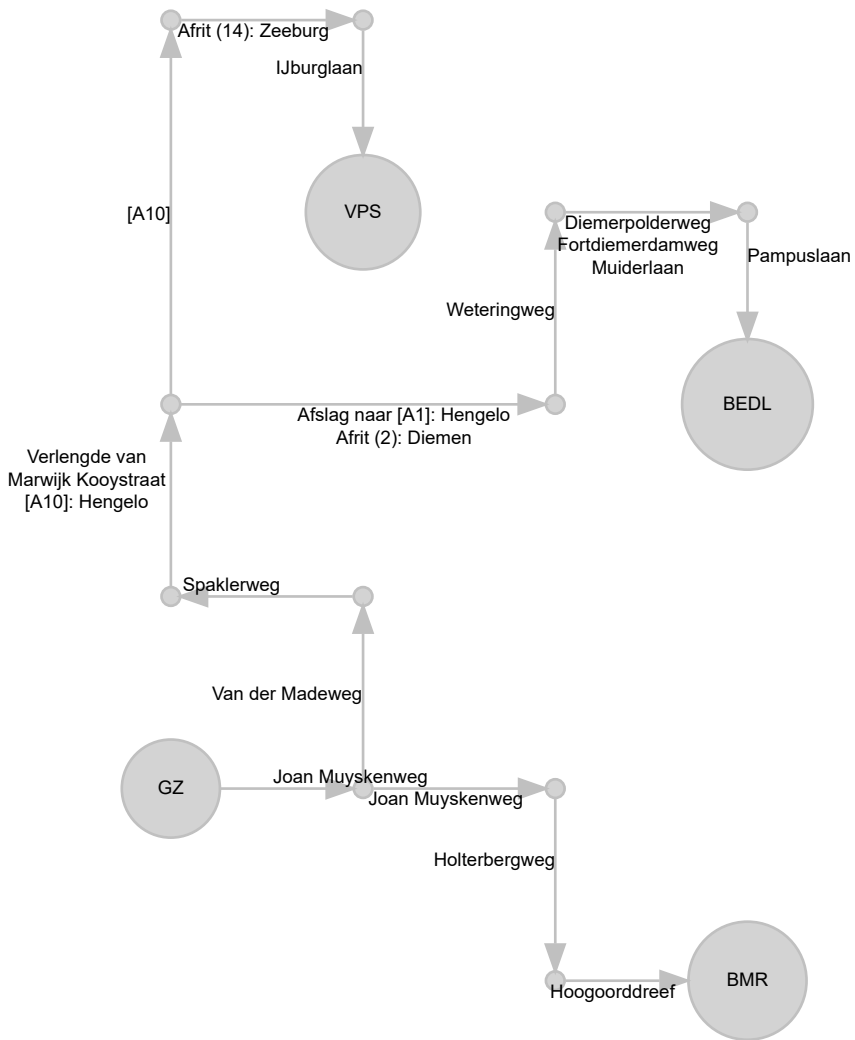 Afrit (14): Zeeburg
IJburglaan
[A10]
VPS
Diemerpolderweg
Fortdiemerdamweg
Muiderlaan
Pampuslaan
Weteringweg
BEDL
Afslag naar [A1]: Hengelo
Afrit (2): Diemen
Verlengde van
Marwijk Kooystraat
[A10]: Hengelo
Spaklerweg
Van der Madeweg
GZ
Joan Muyskenweg
Joan Muyskenweg
Holterbergweg
BMR
Hoogoorddreef